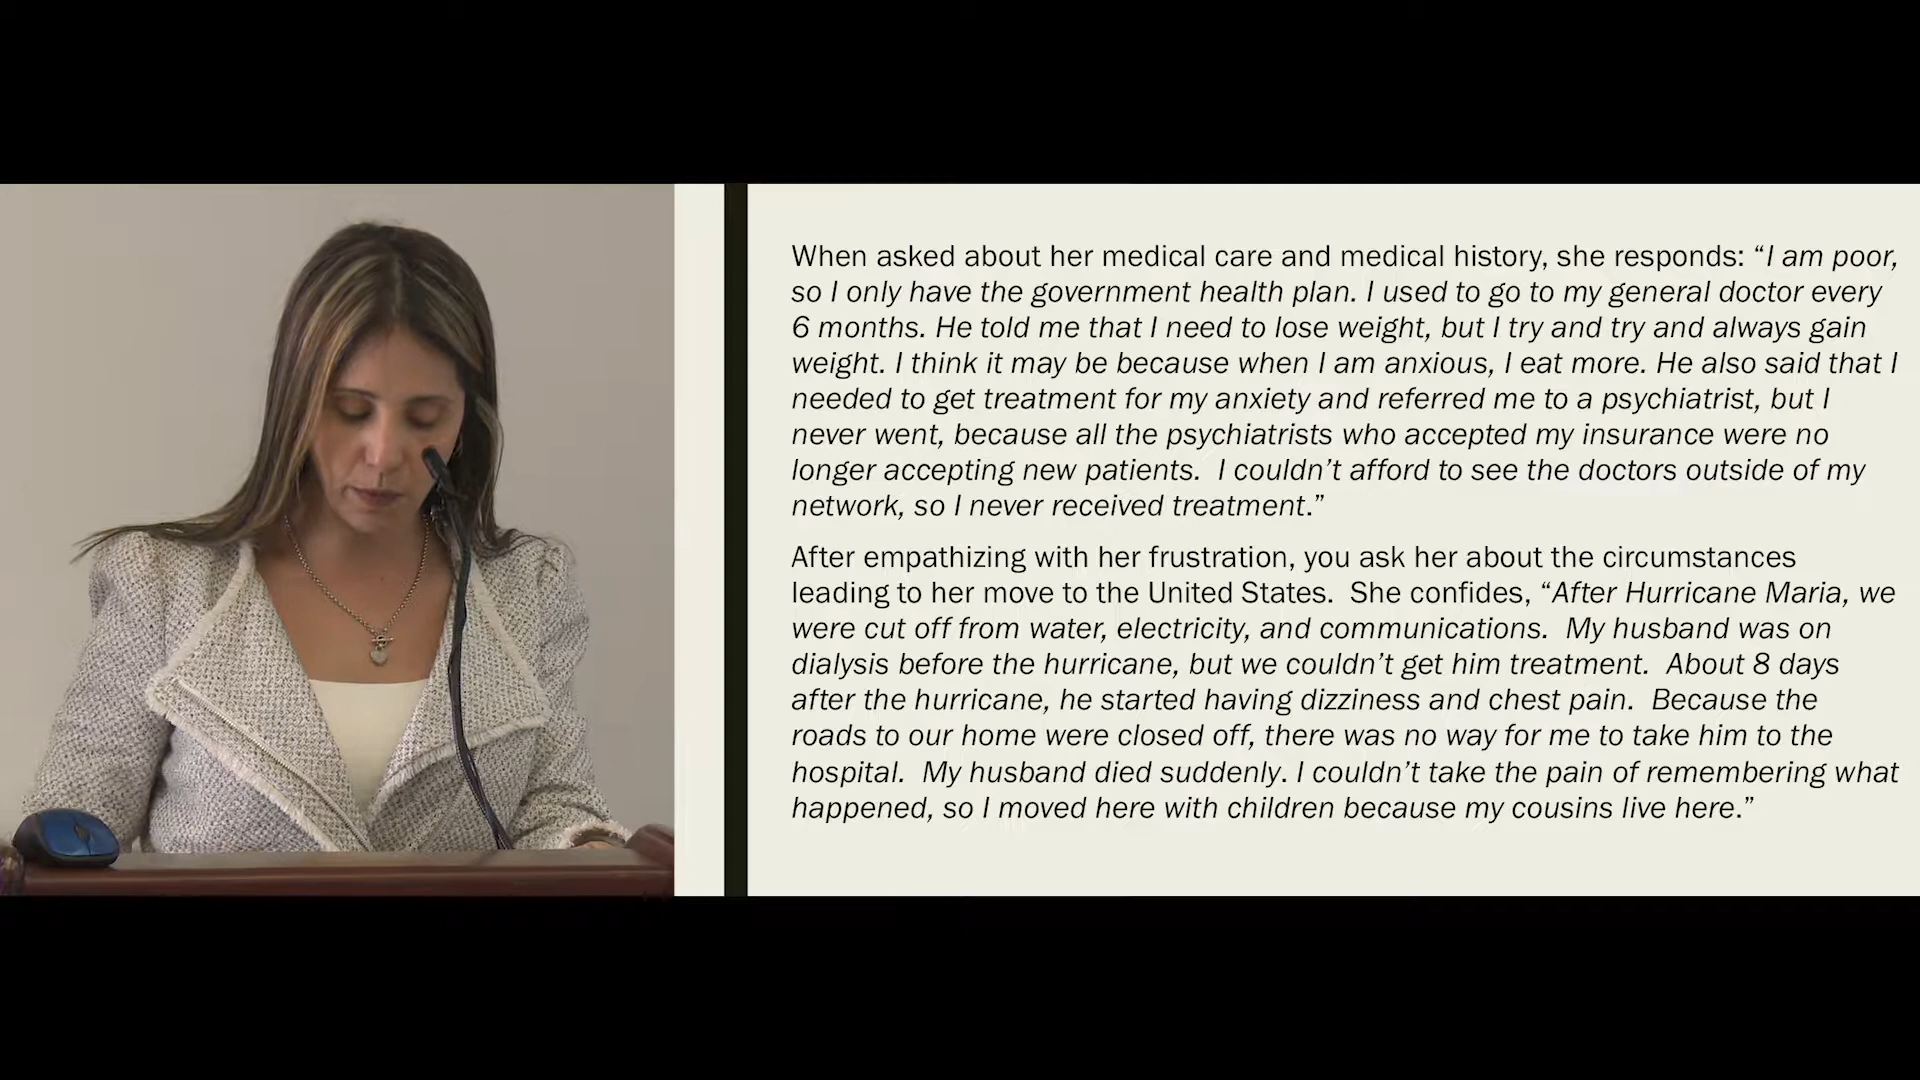 When asked about her medical care and medical history, she responds: “I am poor,
so I only have the government health plan. I used to go to my general doctor every
6 months. He told me that I need to lose weight, but I try and try and always gain
weight. I think it may be because when I am anxious, I eat more. He also said that I
needed to get treatment for my anxiety and referred me to a psychiatrist, but I
never went, because all the psychiatrists who accepted my insurance were no
longer accepting new patients.  I couldn’t afford to see the doctors outside of my
network, so I never received treatment.”
After empathizing with her frustration, you ask her about the circumstances
leading to her move to the United States.  She confides, “After Hurricane Maria, we
were cut off from water, electricity, and communications.  My husband was on
dialysis before the hurricane, but we couldn’t get him treatment.  About 8 days
after the hurricane, he started having dizziness and chest pain.  Because the
roads to our home were closed off, there was no way for me to take him to the
hospital.  My husband died suddenly. I couldn’t take the pain of remembering what
happened, so I moved here with children because my cousins live here.”